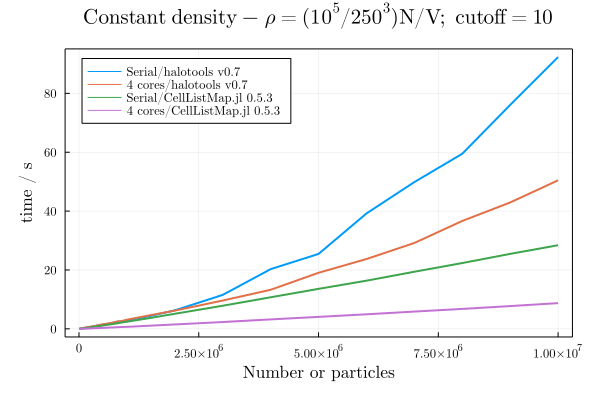 Constant density − ρ = (10⁵/250³)N/V; cutoff = 10
Serial/halotools v0.7
4 cores/halotools v0.7
Serial/CellListMap.jl 0.5.3
4 cores/CellListMap.jl 0.5.3
time / s
80
60
40
20
0
0 2.50×10⁶ 5.00×10⁶ 7.50×10⁶ 1.00×10⁷
Number or particles